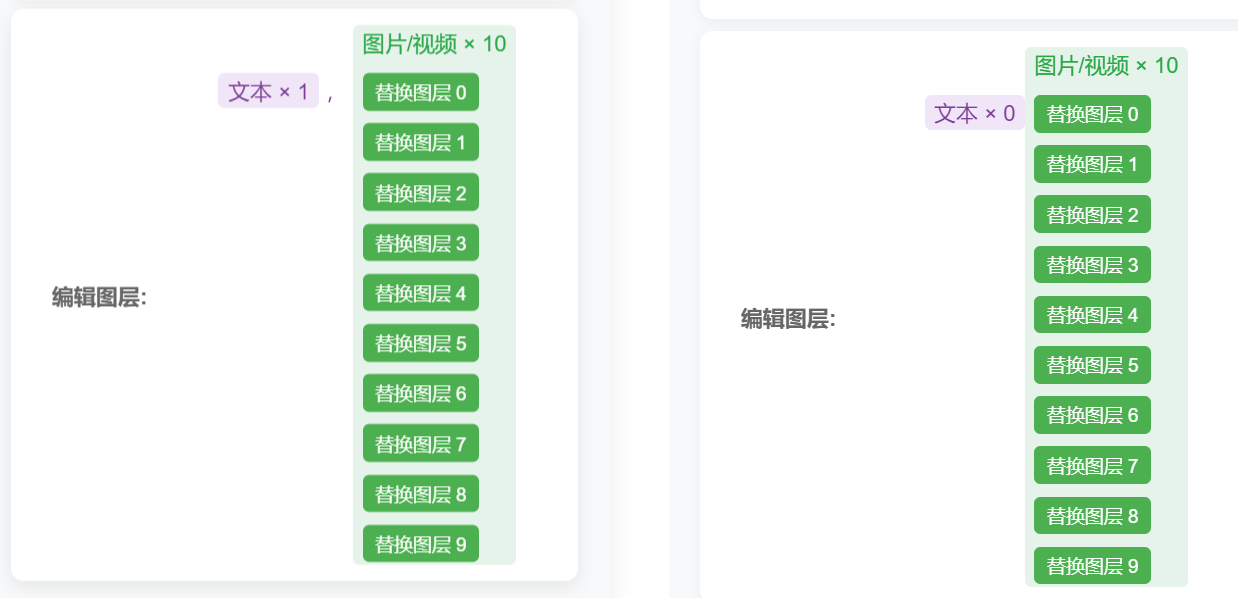 图片/视频 × 10
文本 × 1 ,
替换图层 0
替换图层 1
替换图层 2
替换图层 3
编辑图层:
替换图层 4
替换图层 5
替换图层 6
替换图层 7
替换图层 8
替换图层 9
图片/视频 × 10
文本 × 0
替换图层 0
替换图层 1
替换图层 2
替换图层 3
编辑图层:
替换图层 4
替换图层 5
替换图层 6
替换图层 7
替换图层 8
替换图层 9